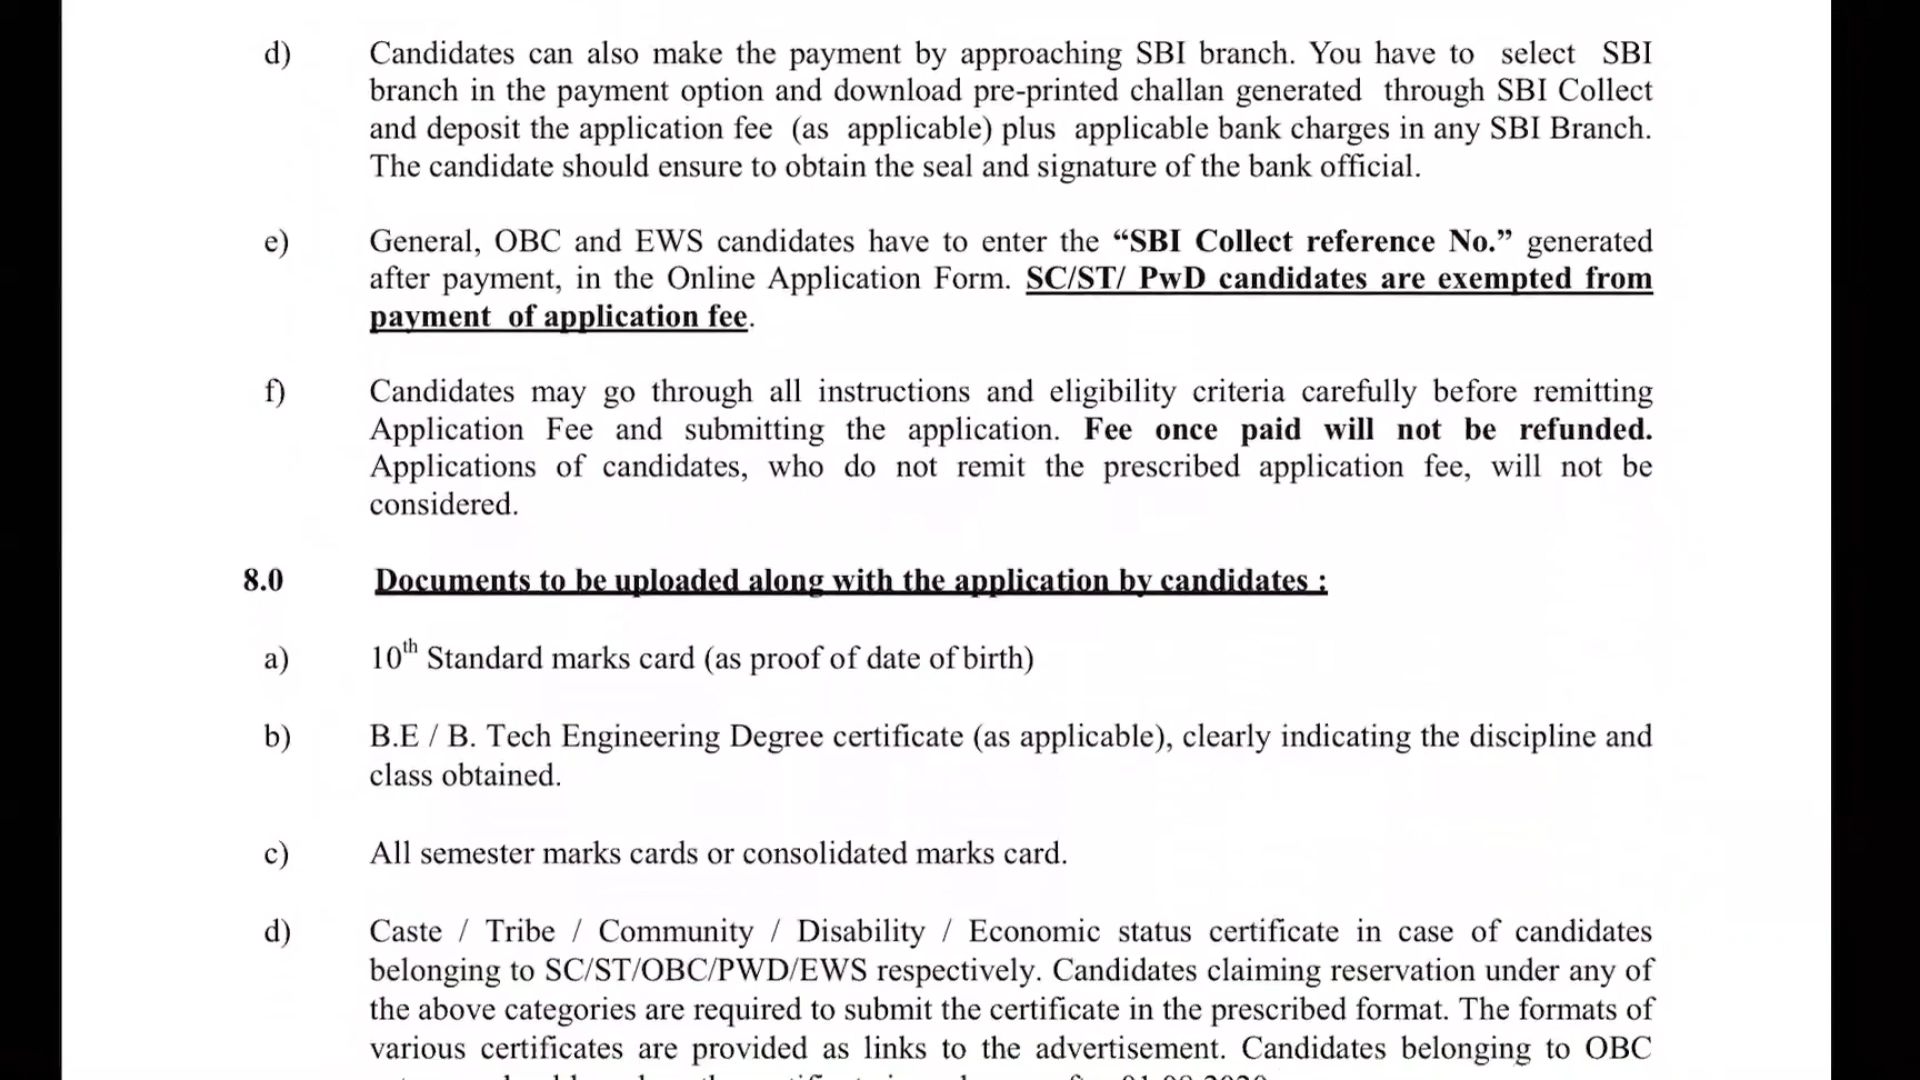 d) Candidates can also make the payment by approaching SBI branch. You have to select SBI
branch in the payment option and download pre-printed challan generated through SBI Collect
and deposit the application fee (as applicable) plus applicable bank charges in any SBI Branch.
The candidate should ensure to obtain the seal and signature of the bank official.
e) General, OBC and EWS candidates have to enter the “SBI Collect reference No.” generated
after payment, in the Online Application Form. SC/ST/ PwD candidates are exempted from
payment of application fee.
f) Candidates may go through all instructions and eligibility criteria carefully before remitting
Application Fee and submitting the application. Fee once paid will not be refunded.
Applications of candidates, who do not remit the prescribed application fee, will not be
considered.
8.0 Documents to be uploaded along with the application by candidates :
a) 10th Standard marks card (as proof of date of birth)
b) B.E / B. Tech Engineering Degree certificate (as applicable), clearly indicating the discipline and
class obtained.
c) All semester marks cards or consolidated marks card.
d) Caste / Tribe / Community / Disability / Economic status certificate in case of candidates
belonging to SC/ST/OBC/PWD/EWS respectively. Candidates claiming reservation under any of
the above categories are required to submit the certificate in the prescribed format. The formats of
various certificates are provided as links to the advertisement. Candidates belonging to OBC